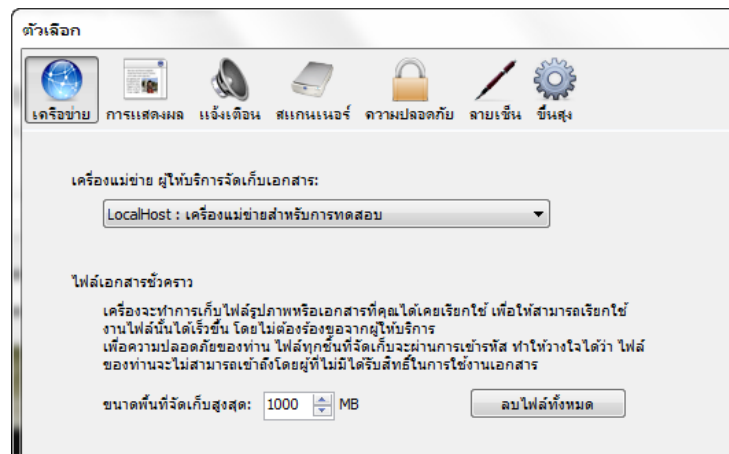 ตัวเลือก
เครือข่าย การแสดงผล แจ้งเตือน สแกนเนอร์ ความปลอดภัย ลายเซ็น ขั้นสูง
เครื่องแม่ข่าย ผู้ให้บริการจัดเก็บเอกสาร:
LocalHost : เครื่องแม่ข่ายสำหรับการทดสอบ
ไฟล์เอกสารชั่วคราว
เครื่องจะทำการเก็บไฟล์รูปภาพหรือเอกสารที่คุณได้เคยเรียกใช้ เพื่อให้สามารถเรียกใช้
งานไฟล์นั้นได้เร็วขึ้น โดยไม่ต้องร้องขอจากผู้ให้บริการ
เพื่อความปลอดภัยของท่าน ไฟล์ทุกชิ้นที่จัดเก็บจะผ่านการเข้ารหัส ทำให้วางใจได้ว่า ไฟล์
ของท่านจะไม่สามารถเข้าถึงโดยผู้ที่ไม่มีได้รับสิทธิ์ในการใช้งานเอกสาร
ขนาดพื้นที่จัดเก็บสูงสุด: 1000 MB ลบไฟล์ทั้งหมด